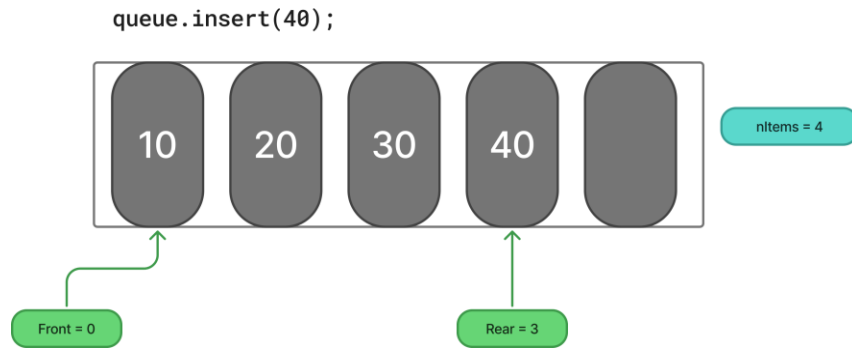 queue.insert(40);
10 20 30 40
nItems = 4
Front = 0
Rear = 3